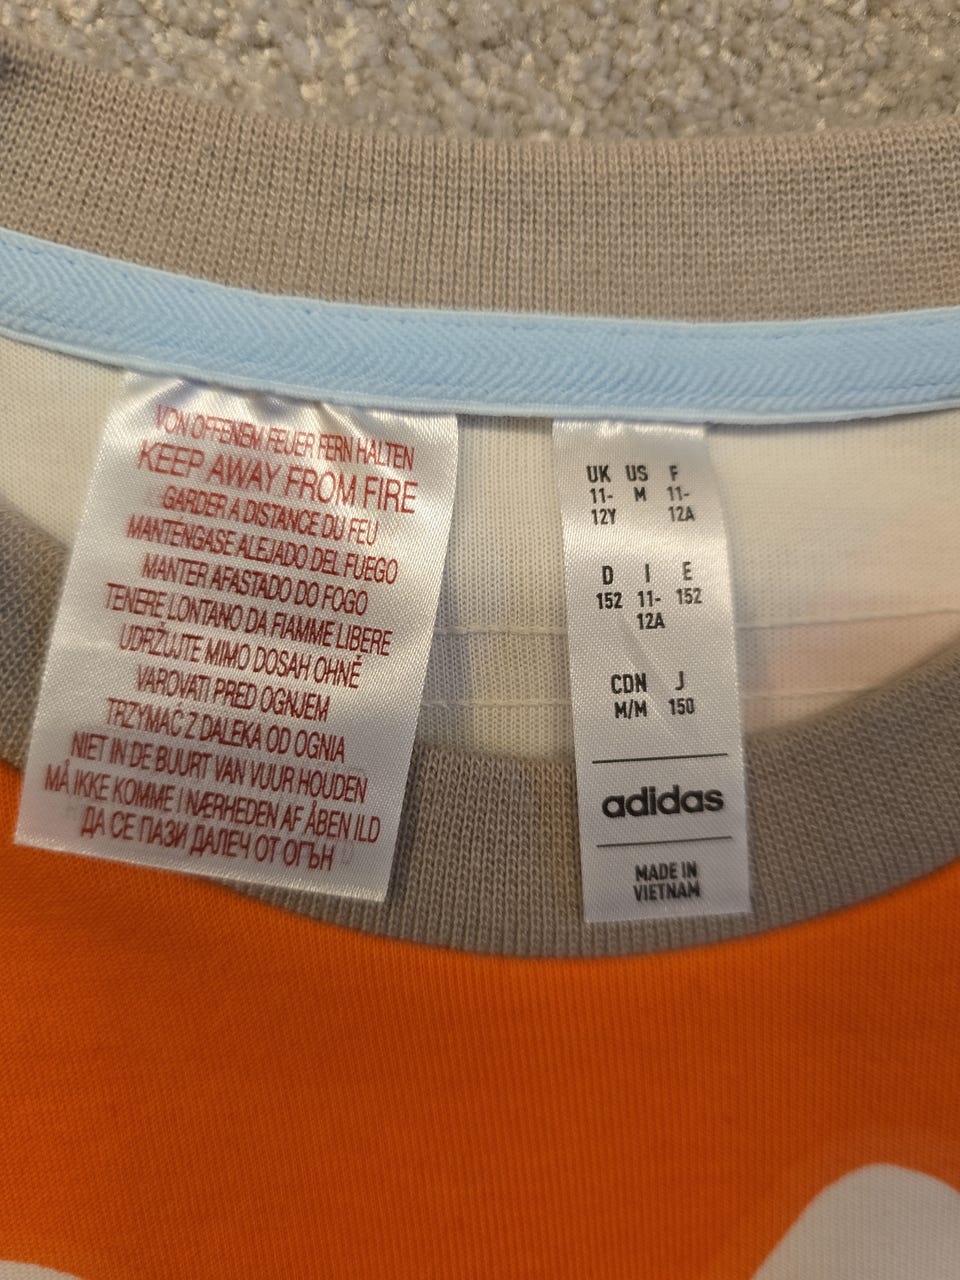 VON OFFENEM FEUER FERN HALTEN
KEEP AWAY FROM FIRE
GARDER A DISTANCE DU FEU
MANTENGASE ALEJADO DEL FUEGO
MANTER AFASTADO DO FOGO
TENERE LONTANO DA FIAMME LIBERE
UDRŽUJTE MIMO DOSAH OHNĚ
VAROVATI PRED OGNJEM
TRZYMAĆ Z DALEKA OD OGNIA
NIET IN DE BUURT VAN VUUR HOUDEN
MÅ IKKE KOMME I NÆRHEDEN AF ÅBEN ILD
ДА СЕ ПАЗИ ДАЛЕЧ ОТ ОГЪН
UK US F
11- M 11-
12Y 12A
D I E
152 11- 152
12A
CDN J
M/M 150
adidas
MADE IN
VIETNAM